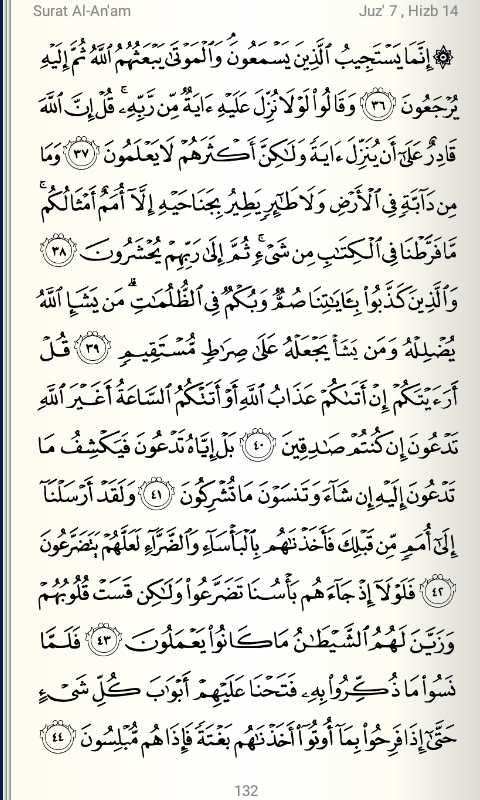 Surat Al-An'am Juz' 7 , Hizb 14
۞ إِنَّمَا يَسْتَجِيبُ ٱلَّذِينَ يَسْمَعُونَۘ وَٱلْمَوْتَىٰ يَبْعَثُهُمُ ٱللَّهُ ثُمَّ إِلَيْهِ
يُرْجَعُونَ ٣٦ وَقَالُوا۟ لَوْلَا نُزِّلَ عَلَيْهِ ءَايَةٌ مِّن رَّبِّهِۦۚ قُلْ إِنَّ ٱللَّهَ
قَادِرٌ عَلَىٰٓ أَن يُنَزِّلَ ءَايَةً وَلَـٰكِنَّ أَكْثَرَهُمْ لَا يَعْلَمُونَ ٣٧ وَمَا
مِن دَآبَّةٍ فِى ٱلْأَرْضِ وَلَا طَـٰٓئِرٍ يَطِيرُ بِجَنَاحَيْهِ إِلَّآ أُمَمٌ أَمْثَالُكُمۚ
مَّا فَرَّطْنَا فِى ٱلْكِتَـٰبِ مِن شَىْءٍۚ ثُمَّ إِلَىٰ رَبِّهِمْ يُحْشَرُونَ ٣٨
وَٱلَّذِينَ كَذَّبُوا۟ بِـَٔايَـٰتِنَا صُمٌّ وَبُكْمٌ فِى ٱلظُّلُمَـٰتِۗ مَن يَشَإِ ٱللَّهُ
يُضْلِلْهُ وَمَن يَشَأْ يَجْعَلْهُ عَلَىٰ صِرَٰطٍ مُّسْتَقِيمٍ ٣٩ قُلْ
أَرَءَيْتَكُمْ إِنْ أَتَىٰكُمْ عَذَابُ ٱللَّهِ أَوْ أَتَتْكُمُ ٱلسَّاعَةُ أَغَيْرَ ٱللَّهِ
تَدْعُونَ إِن كُنتُمْ صَـٰدِقِينَ ٤٠ بَلْ إِيَّاهُ تَدْعُونَ فَيَكْشِفُ مَا
تَدْعُونَ إِلَيْهِ إِن شَآءَ وَتَنسَوْنَ مَا تُشْرِكُونَ ٤١ وَلَقَدْ أَرْسَلْنَآ
إِلَىٰٓ أُمَمٍ مِّن قَبْلِكَ فَأَخَذْنَـٰهُم بِٱلْبَأْسَآءِ وَٱلضَّرَّآءِ لَعَلَّهُمْ يَتَضَرَّعُونَ
٤٢ فَلَوْلَآ إِذْ جَآءَهُم بَأْسُنَا تَضَرَّعُوا۟ وَلَـٰكِن قَسَتْ قُلُوبُهُمْ
وَزَيَّنَ لَهُمُ ٱلشَّيْطَـٰنُ مَا كَانُوا۟ يَعْمَلُونَ ٤٣ فَلَمَّا
نَسُوا۟ مَا ذُكِّرُوا۟ بِهِۦ فَتَحْنَا عَلَيْهِمْ أَبْوَٰبَ كُلِّ شَىْءٍ
حَتَّىٰٓ إِذَا فَرِحُوا۟ بِمَآ أُوتُوٓا۟ أَخَذْنَـٰهُم بَغْتَةً فَإِذَا هُم مُّبْلِسُونَ ٤٤
132